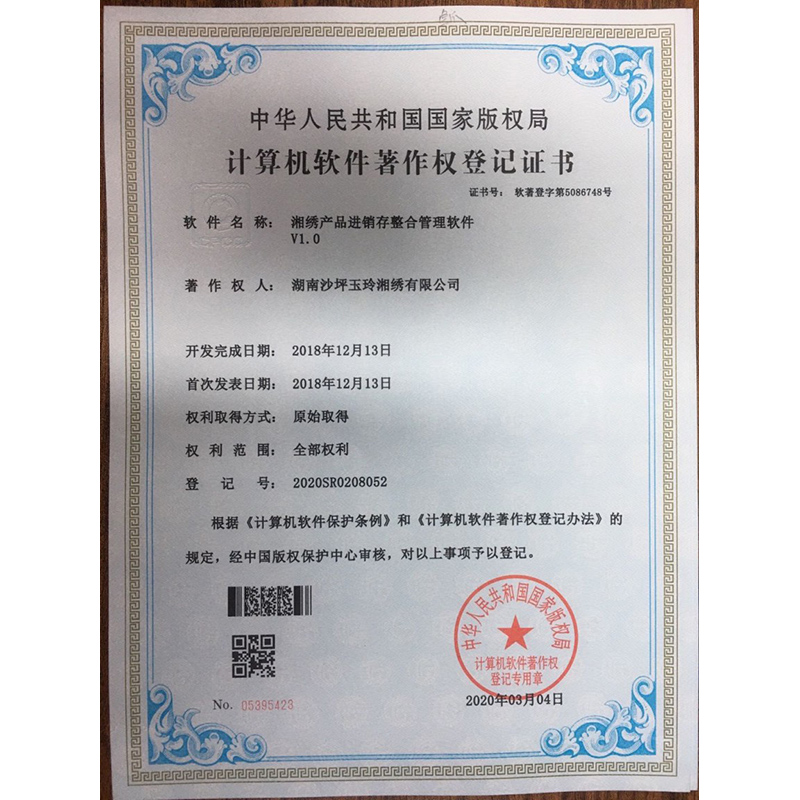 中华人民共和国国家版权局
计算机软件著作权登记证书
证书号： 软著登字第5086748号
软件名称： 湘绣产品进销存整合管理软件
V1.0
著作权人： 湖南沙坪玉玲湘绣有限公司
开发完成日期： 2018年12月13日
首次发表日期： 2018年12月13日
权利取得方式： 原始取得
权利范围： 全部权利
登记号： 2020SR0208052
根据《计算机软件保护条例》和《计算机软件著作权登记办法》的
规定，经中国版权保护中心审核，对以上事项予以登记。
中华人民共和国国家版权局
计算机软件著作权
登记专用章
No. 05395423
2020年03月04日